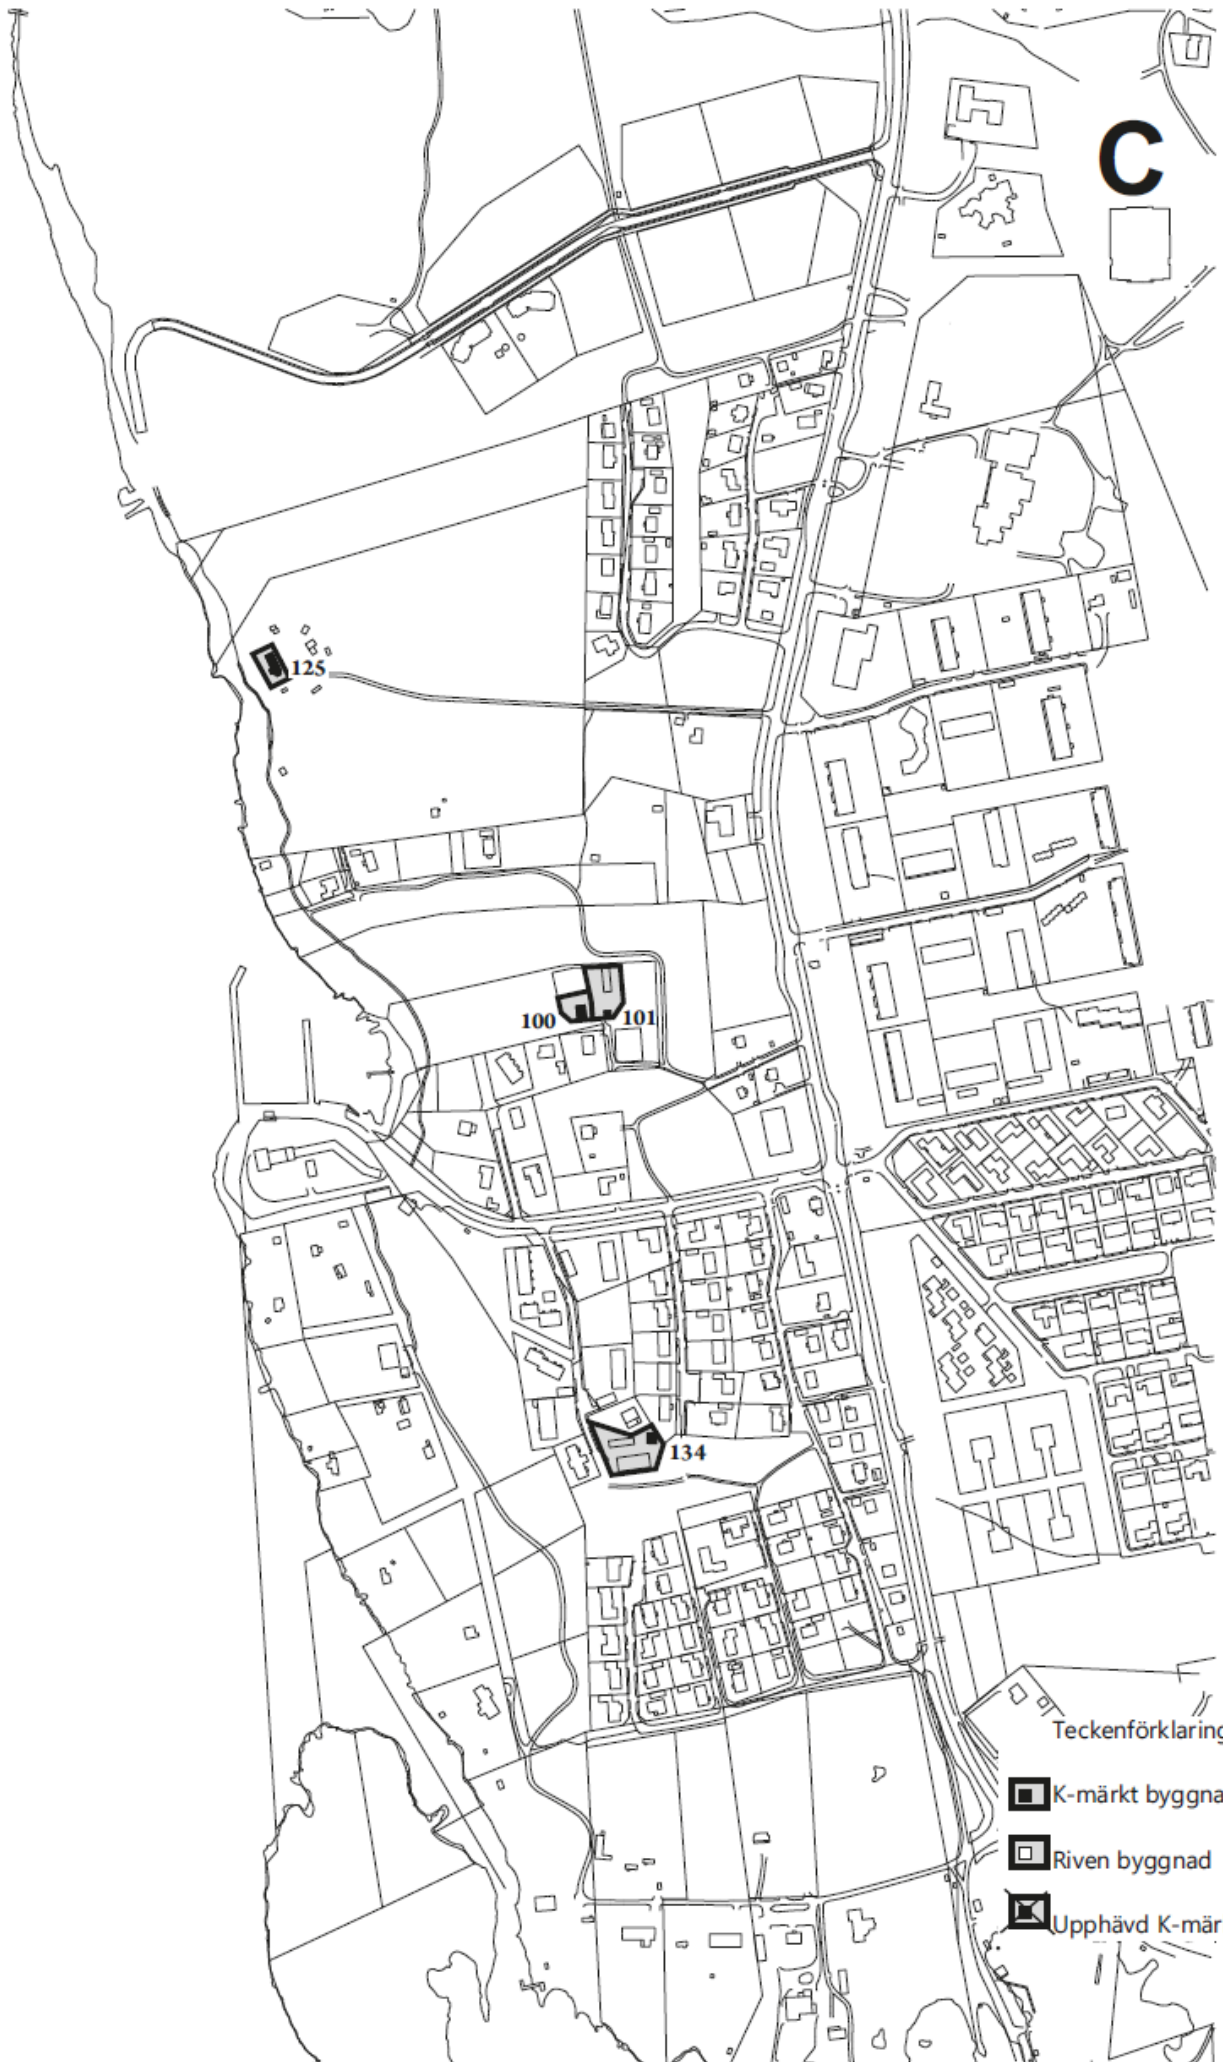 C
125
100
101
134
Teckenförklaring
K-märkt byggna
Riven byggnad
Upphävd K-mär